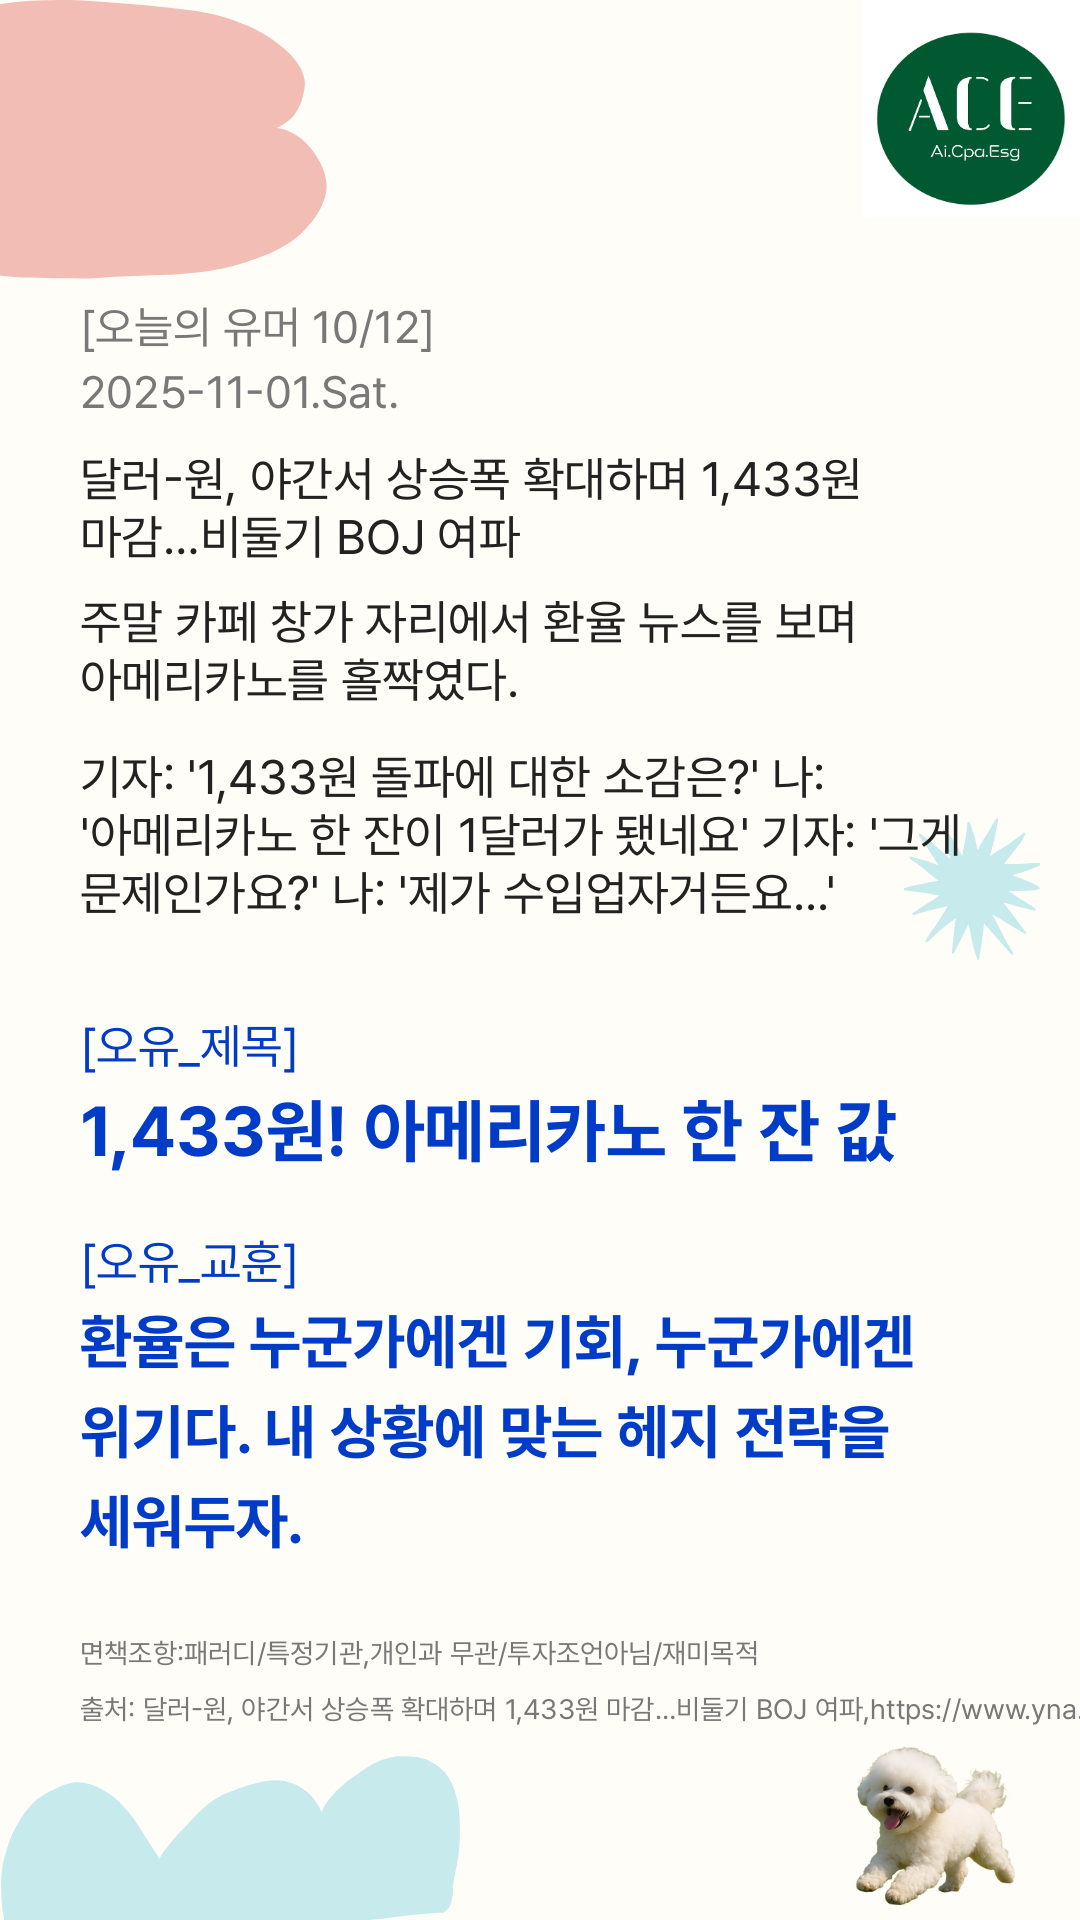 ACE
Ai.Cpa.Esg
[오늘의 유머 10/12]
2025-11-01.Sat.
달러-원, 야간서 상승폭 확대하며 1,433원
마감…비둘기 BOJ 여파
주말 카페 창가 자리에서 환율 뉴스를 보며
아메리카노를 홀짝였다.
기자: '1,433원 돌파에 대한 소감은?' 나:
'아메리카노 한 잔이 1달러가 됐네요' 기자: '그게
문제인가요?' 나: '제가 수입업자거든요...'
[오유_제목]
1,433원! 아메리카노 한 잔 값
[오유_교훈]
환율은 누군가에겐 기회, 누군가에겐
위기다. 내 상황에 맞는 헤지 전략을
세워두자.
면책조항:패러디/특정기관,개인과 무관/투자조언아님/재미목적
출처: 달러-원, 야간서 상승폭 확대하며 1,433원 마감…비둘기 BOJ 여파,https://www.yna.